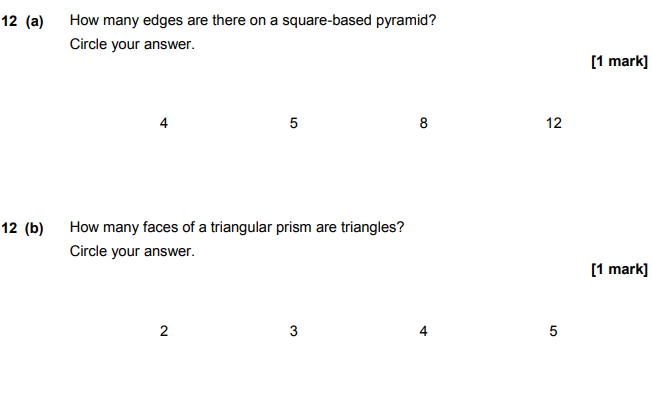 12 (a) How many edges are there on a square-based pyramid?
Circle your answer.
[1 mark]
4 5 8 12
12 (b) How many faces of a triangular prism are triangles?
Circle your answer.
[1 mark]
2 3 4 5